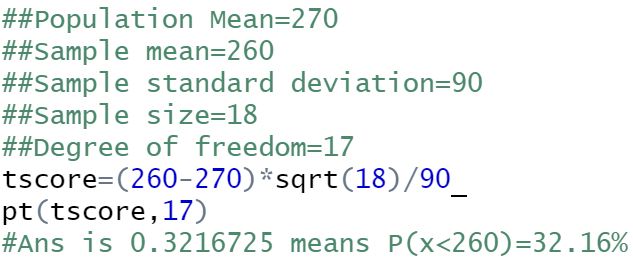 ##Population Mean=270
##Sample mean=260
##Sample standard deviation=90
##Sample size=18
##Degree of freedom=17
tscore=(260-270)*sqrt(18)/90_
pt(tscore,17)
#Ans is 0.3216725 means P(x<260)=32.16%